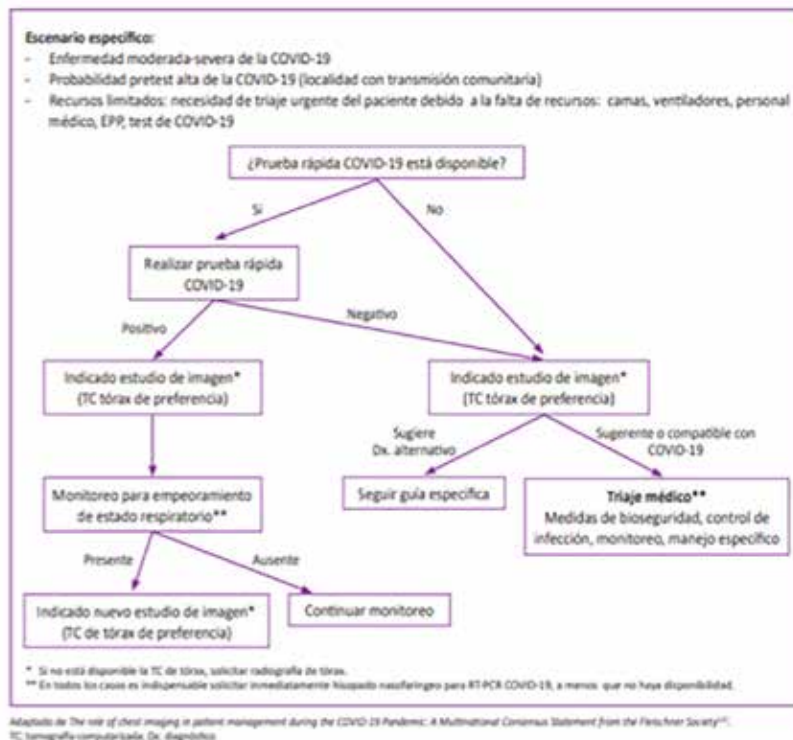 Escenario específico:
- Enfermedad moderada-severa de la COVID-19
- Probabilidad pretest alta de la COVID-19 (localidad con transmisión comunitaria)
- Recursos limitados: necesidad de triaje urgente del paciente debido a la falta de recursos: camas, ventiladores, personal
médico, EPP, test de COVID-19
¿Prueba rápida COVID-19 está disponible?
Si
No
Realizar prueba rápida
COVID-19
Positivo
Negativo
Indicado estudio de imagen*
(TC tórax de preferencia)
Indicado estudio de imagen*
(TC tórax de preferencia)
Sugiere
Dx. alternativo
Sugerente o compatible con
COVID-19
Monitoreo para empeoramiento
de estado respiratorio**
Seguir guía específica
Triaje médico**
Medidas de bioseguridad, control de
infección, monitoreo, manejo específico
Presente
Ausente
Indicado nuevo estudio de imagen*
(TC de tórax de preferencia)
Continuar monitoreo
* Si no está disponible la TC de tórax, solicitar radiografía de tórax.
** En todos los casos es indispensable solicitar inmediatamente hisopado nasofaríngeo para RT-PCR COVID-19, a menos que no haya disponibilidad.
Adaptado de The role of chest imaging in patient management during the COVID-19 Pandemic: A Multinational Consensus Statement from the Fleischner Society
TC: tomografía computarizada, Dx: diagnóstico